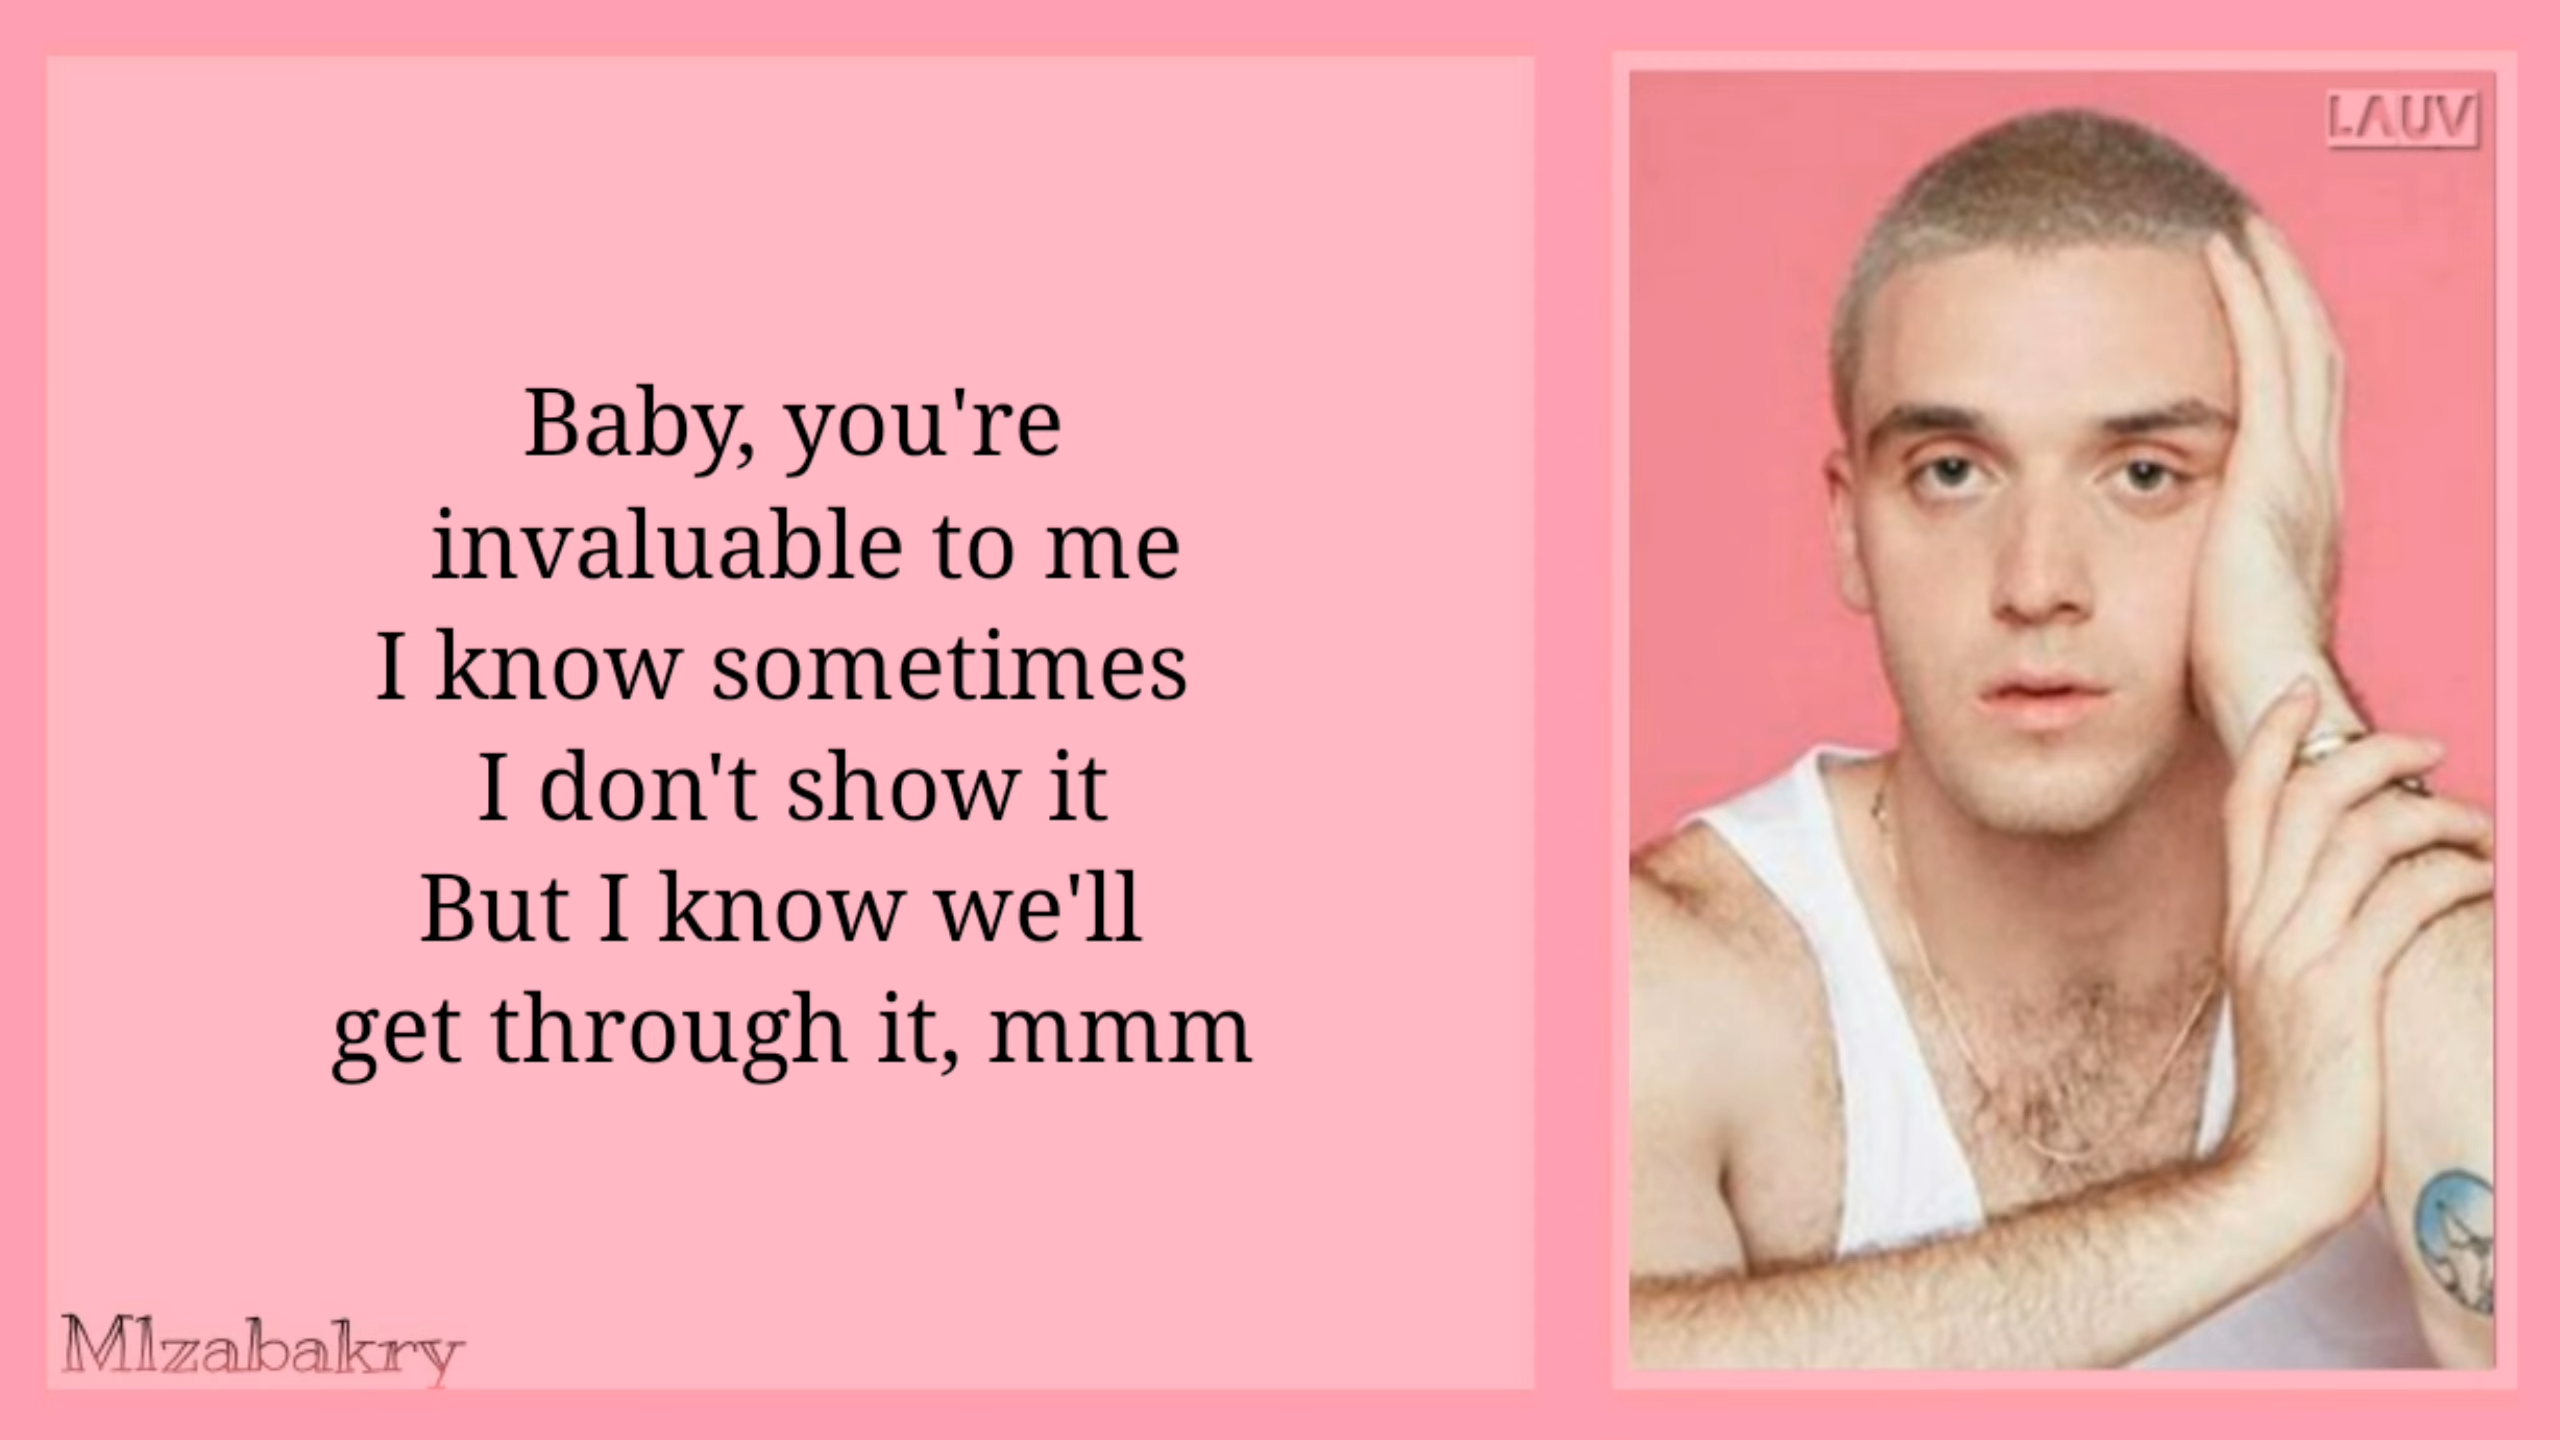 Baby, you're
invaluable to me
I know sometimes
I don't show it
But I know we'll
get through it, mmm
Mlzabakry
LAUV